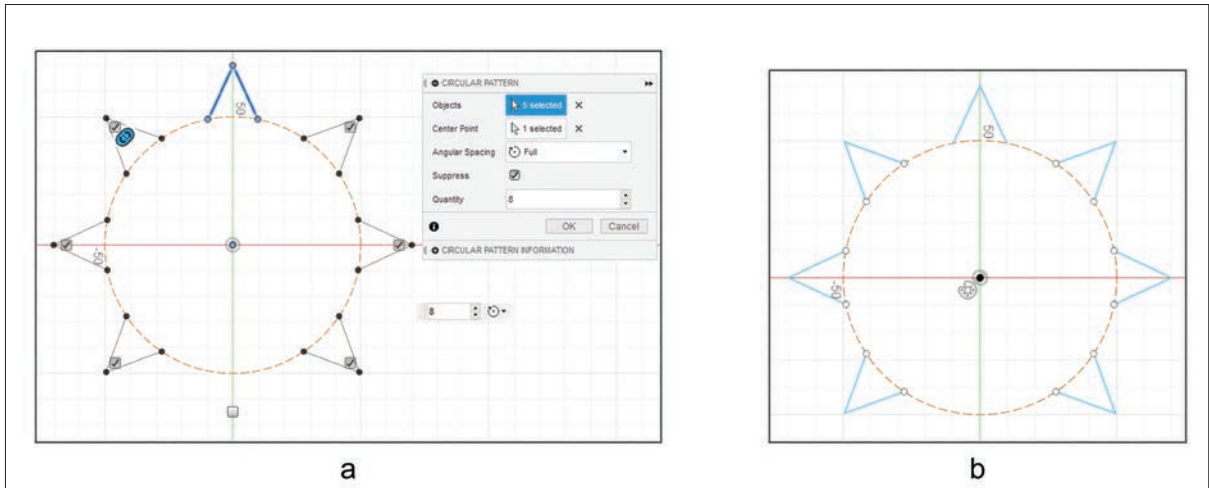 50
-50
CIRCULAR PATTERN
Objects 5 selected
Center Point 1 selected
Angular Spacing Full
Suppress
Quantity 8
OK Cancel
CIRCULAR PATTERN INFORMATION
8
a
50
-50
b